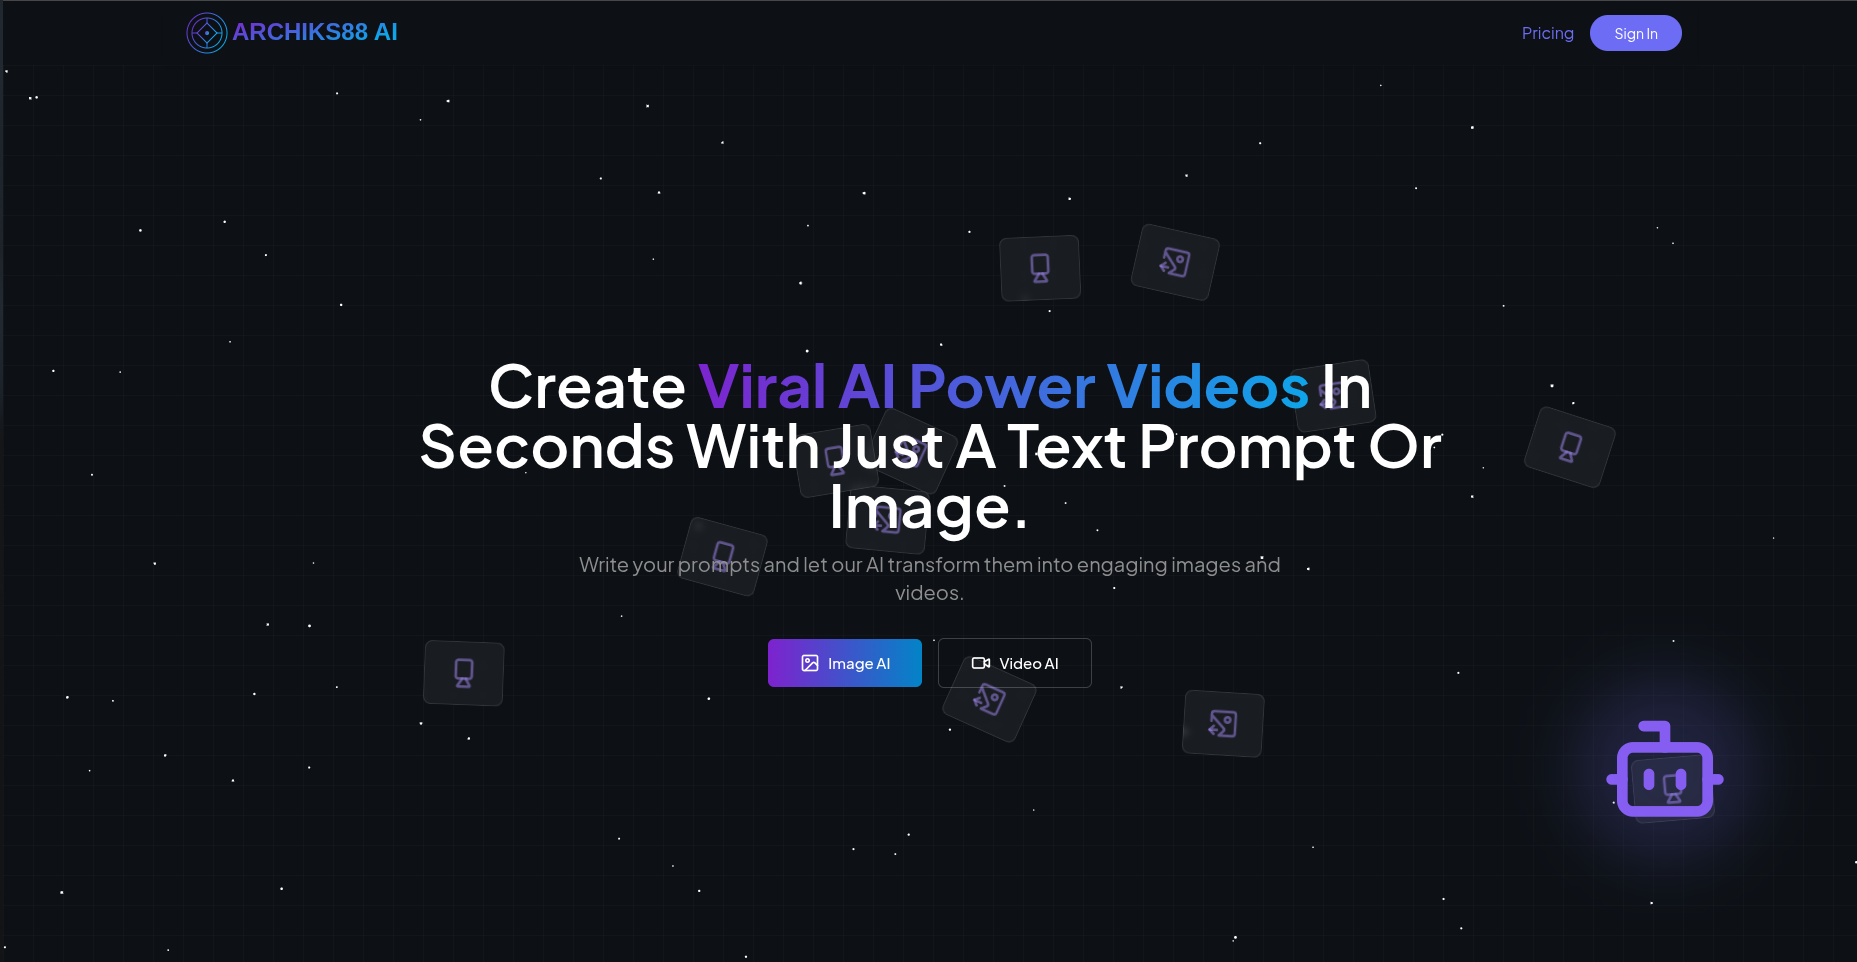 ARCHIKS88 AI
Pricing
Sign In
Create Viral AI Power Videos In
Seconds With Just A Text Prompt Or
Image.
Write your prompts and let our AI transform them into engaging images and
videos.
Image AI
Video AI